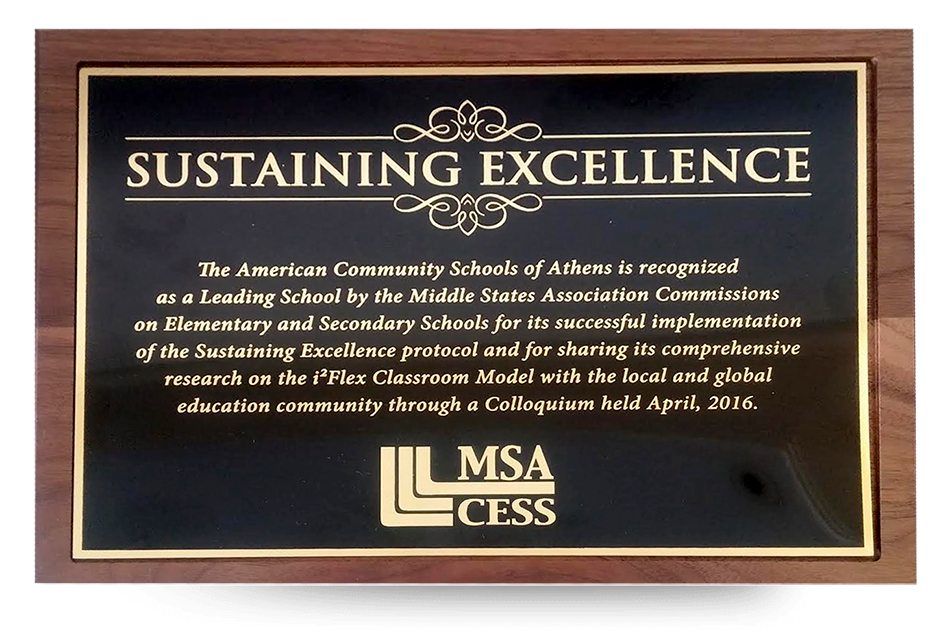 SUSTAINING EXCELLENCE
The American Community Schools of Athens is recognized
as a Leading School by the Middle States Association Commissions
on Elementary and Secondary Schools for its successful implementation
of the Sustaining Excellence protocol and for sharing its comprehensive
research on the i²Flex Classroom Model with the local and global
education community through a Colloquium held April, 2016.
MSA
CESS